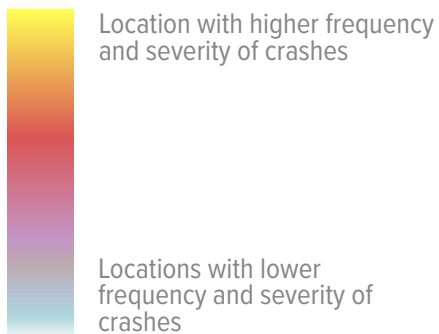 Location with higher frequency
and severity of crashes
Locations with lower
frequency and severity of
crashes